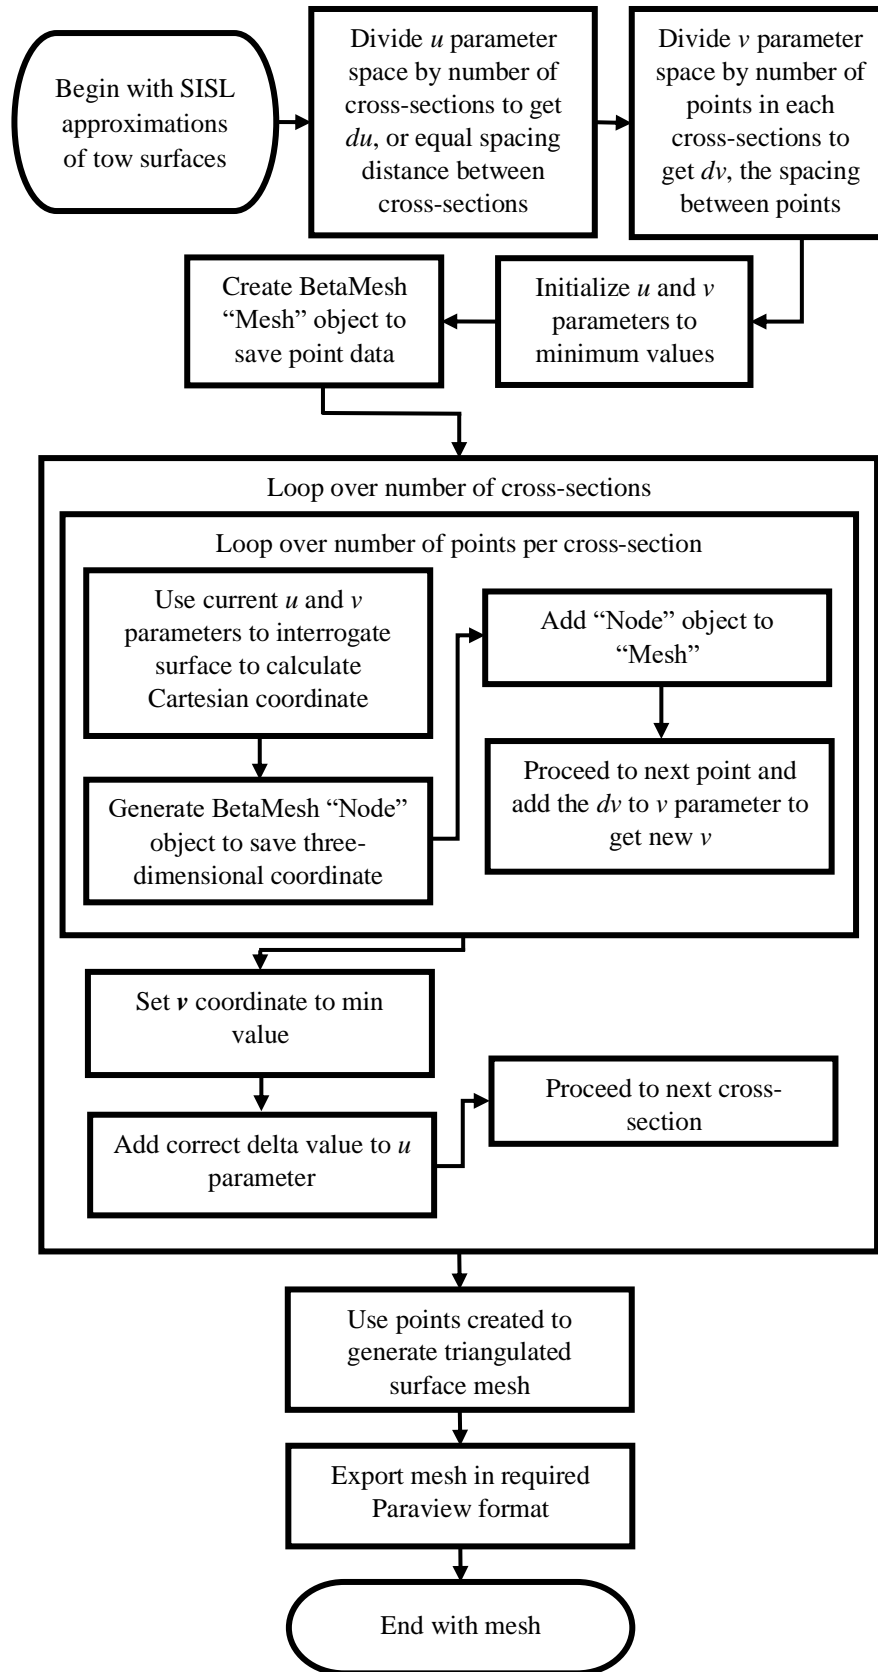 Begin with SISL
approximations
of tow surfaces
Divide u parameter
space by number of
cross-sections to get
du, or equal spacing
distance between
cross-sections
Divide v parameter
space by number of
points in each
cross-sections to
get dv, the spacing
between points
Initialize u and v
parameters to
minimum values
Create BetaMesh
“Mesh” object to
save point data
Loop over number of cross-sections
Loop over number of points per cross-section
Use current u and v
parameters to interrogate
surface to calculate
Cartesian coordinate
Generate BetaMesh “Node”
object to save three-
dimensional coordinate
Add “Node” object to
“Mesh”
Proceed to next point and
add the dv to v parameter to
get new v
Set v coordinate to min
value
Add correct delta value to u
parameter
Proceed to next cross-
section
Use points created to
generate triangulated
surface mesh
Export mesh in required
Paraview format
End with mesh